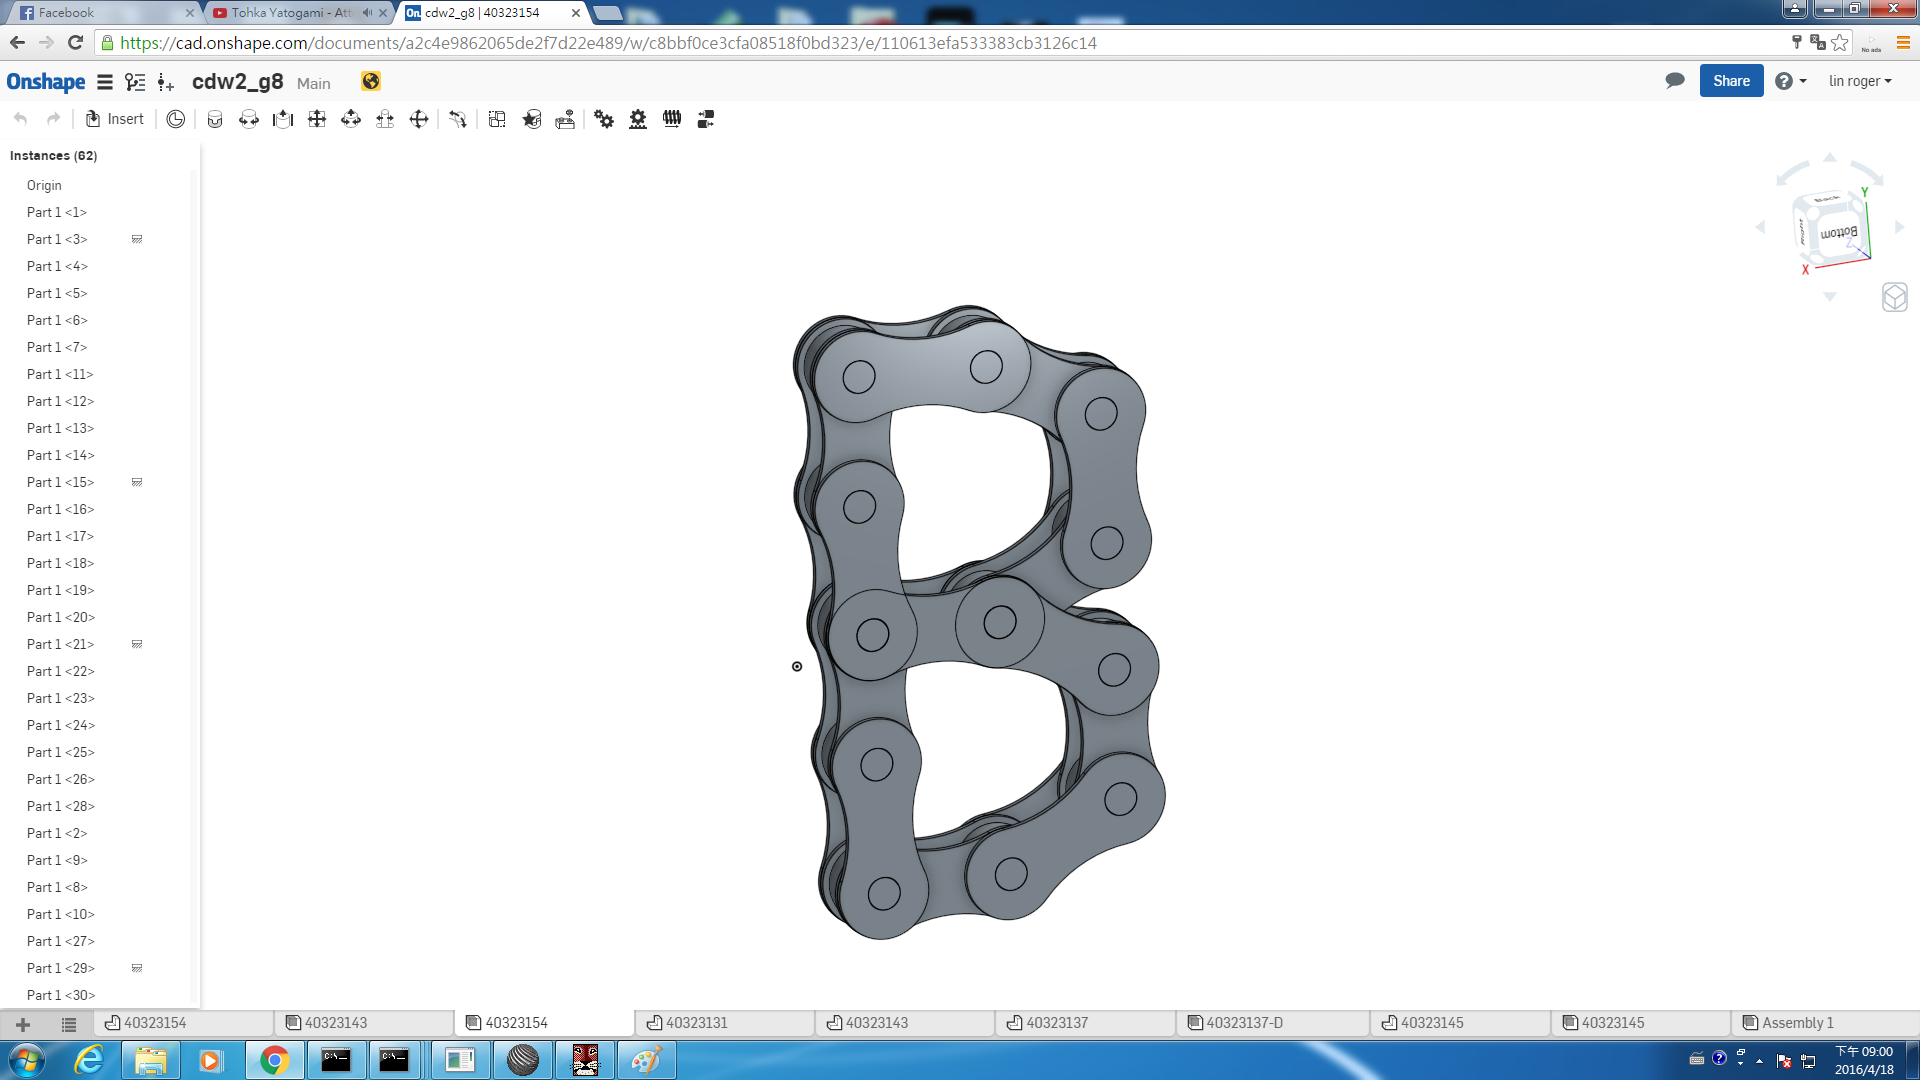 Facebook
Tohka Yatogami - Att
On. cdw2_g8 | 40323154
https://cad.onshape.com/documents/a2c4e9862065de2f7d22e489/w/c8bbf0ce3cfa08518f0bd323/e/110613efa533383cb3126c14
No ads
Onshape cdw2_g8 Main Share ? lin roger
Insert
Instances (62)
Origin
Part 1 <1>
Part 1 <3>
Part 1 <4>
Part 1 <5>
Part 1 <6>
Part 1 <7>
Part 1 <11>
Part 1 <12>
Part 1 <13>
Part 1 <14>
Part 1 <15>
Part 1 <16>
Part 1 <17>
Part 1 <18>
Part 1 <19>
Part 1 <20>
Part 1 <21>
Part 1 <22>
Part 1 <23>
Part 1 <24>
Part 1 <25>
Part 1 <26>
Part 1 <28>
Part 1 <2>
Part 1 <9>
Part 1 <8>
Part 1 <10>
Part 1 <27>
Part 1 <29>
Part 1 <30>
Back
Y
Right
Bottom
Z
X
40323154 40323143 40323154 40323131 40323143 40323137 40323137-D 40323145 40323145 Assembly 1
C:\_ C:\_
下午 09:00
2016/4/18